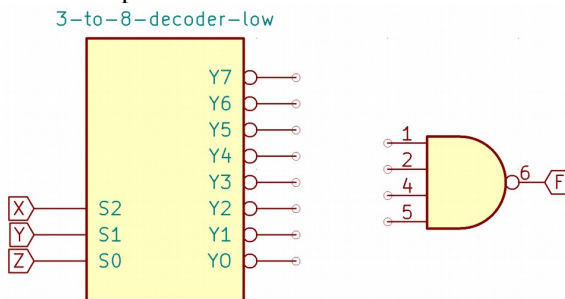 3-to-8-decoder-low
Y7
Y6
Y5
Y4
Y3
X S2 Y2
Y S1 Y1
Z S0 Y0
1
2
4
5
6 F